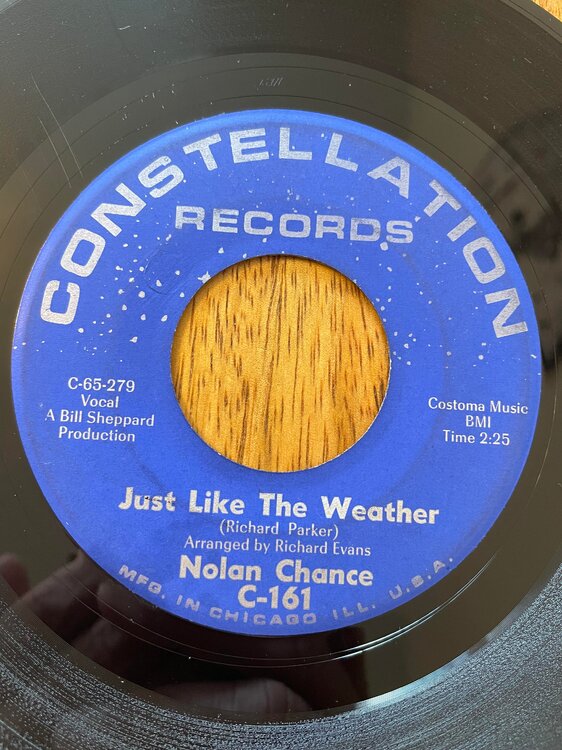 CONSTELLATION
RECORDS
C-65-279
Vocal
A Bill Sheppard
Production
Costoma Music
BMI
Time 2:25
Just Like The Weather
(Richard Parker)
Arranged by Richard Evans
Nolan Chance
C-161
MFG. IN CHICAGO ILL. U.S.A.